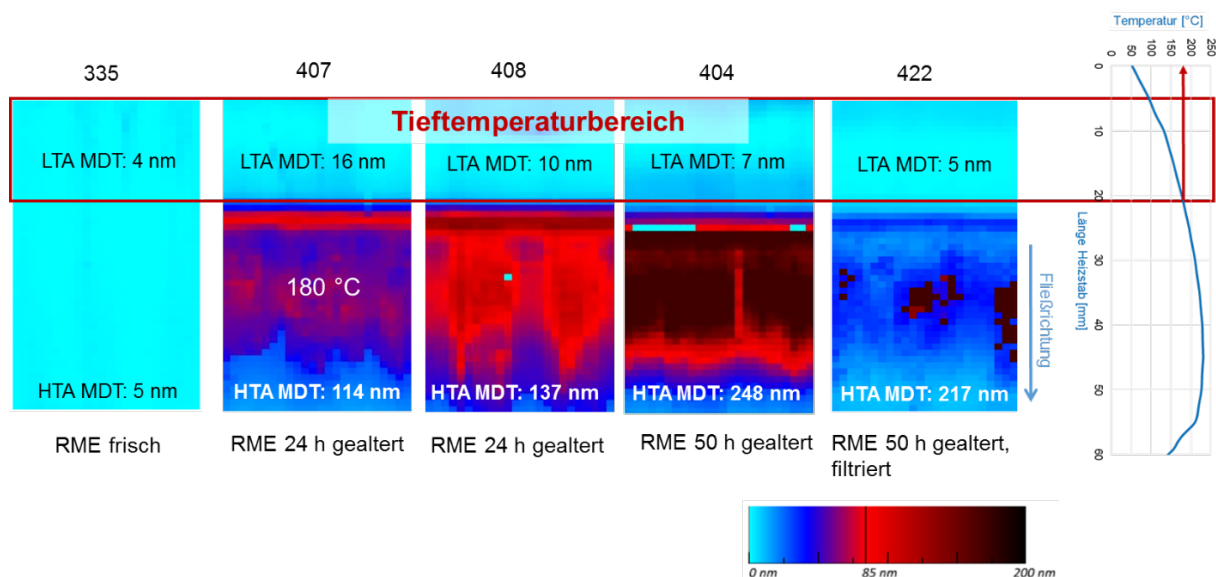 335
407
408
404
422
Tieftemperaturbereich
LTA MDT: 4 nm
LTA MDT: 16 nm
LTA MDT: 10 nm
LTA MDT: 7 nm
LTA MDT: 5 nm
180 °C
HTA MDT: 5 nm
HTA MDT: 114 nm
HTA MDT: 137 nm
HTA MDT: 248 nm
HTA MDT: 217 nm
RME frisch
RME 24 h gealtert
RME 24 h gealtert
RME 50 h gealtert
RME 50 h gealtert,
filtriert
Fließrichtung
Temperatur [°C]
0 50 100 150 200 250
Länge Heizstab [mm]
0
10
20
30
40
50
60
0 nm 85 nm 200 nm